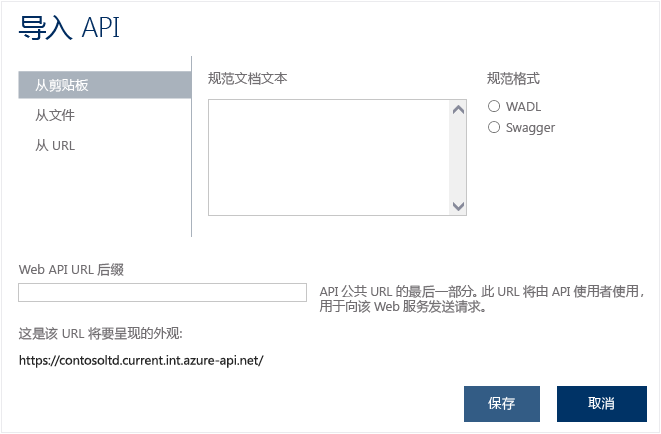 导入 API
从剪贴板
从文件
从 URL
规范文档文本
规范格式
WADL
Swagger
Web API URL 后缀
API 公共 URL 的最后一部分。此 URL 将由 API 使用者使用，
用于向该 Web 服务发送请求。
这是该 URL 将要呈现的外观:
https://contosoltd.current.int.azure-api.net/
保存
取消